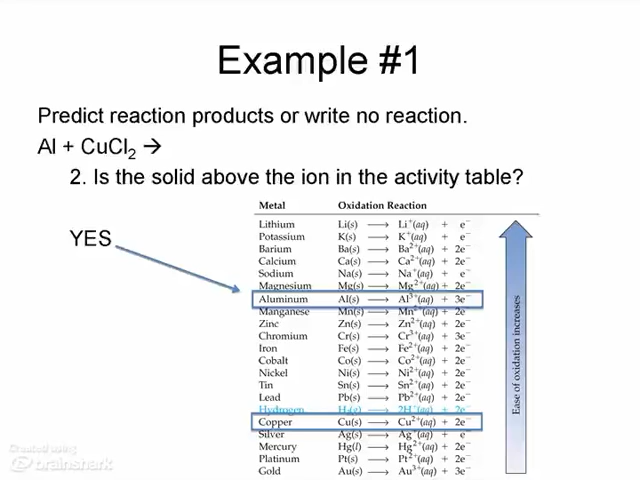 Example #1
Predict reaction products or write no reaction.
Al + CuCl₂ →
2. Is the solid above the ion in the activity table?
YES
Metal Oxidation Reaction
Lithium Li(s) ⟶ Li⁺(aq) + e⁻
Potassium K(s) ⟶ K⁺(aq) + e⁻
Barium Ba(s) ⟶ Ba²⁺(aq) + 2e⁻
Calcium Ca(s) ⟶ Ca²⁺(aq) + 2e⁻
Sodium Na(s) ⟶ Na⁺(aq) + e⁻
Magnesium Mg(s) ⟶ Mg²⁺(aq) + 2e⁻
Aluminum Al(s) ⟶ Al³⁺(aq) + 3e⁻
Manganese Mn(s) ⟶ Mn²⁺(aq) + 2e⁻
Zinc Zn(s) ⟶ Zn²⁺(aq) + 2e⁻
Chromium Cr(s) ⟶ Cr³⁺(aq) + 3e⁻
Iron Fe(s) ⟶ Fe²⁺(aq) + 2e⁻
Cobalt Co(s) ⟶ Co²⁺(aq) + 2e⁻
Nickel Ni(s) ⟶ Ni²⁺(aq) + 2e⁻
Tin Sn(s) ⟶ Sn²⁺(aq) + 2e⁻
Lead Pb(s) ⟶ Pb²⁺(aq) + 2e⁻
Hydrogen H₂(g) ⟶ 2H⁺(aq) + 2e⁻
Copper Cu(s) ⟶ Cu²⁺(aq) + 2e⁻
Silver Ag(s) ⟶ Ag⁺(aq) + e⁻
Mercury Hg(l) ⟶ Hg²⁺(aq) + 2e⁻
Platinum Pt(s) ⟶ Pt²⁺(aq) + 2e⁻
Gold Au(s) ⟶ Au³⁺(aq) + 3e⁻
Ease of oxidation increases
Created using
brainshark